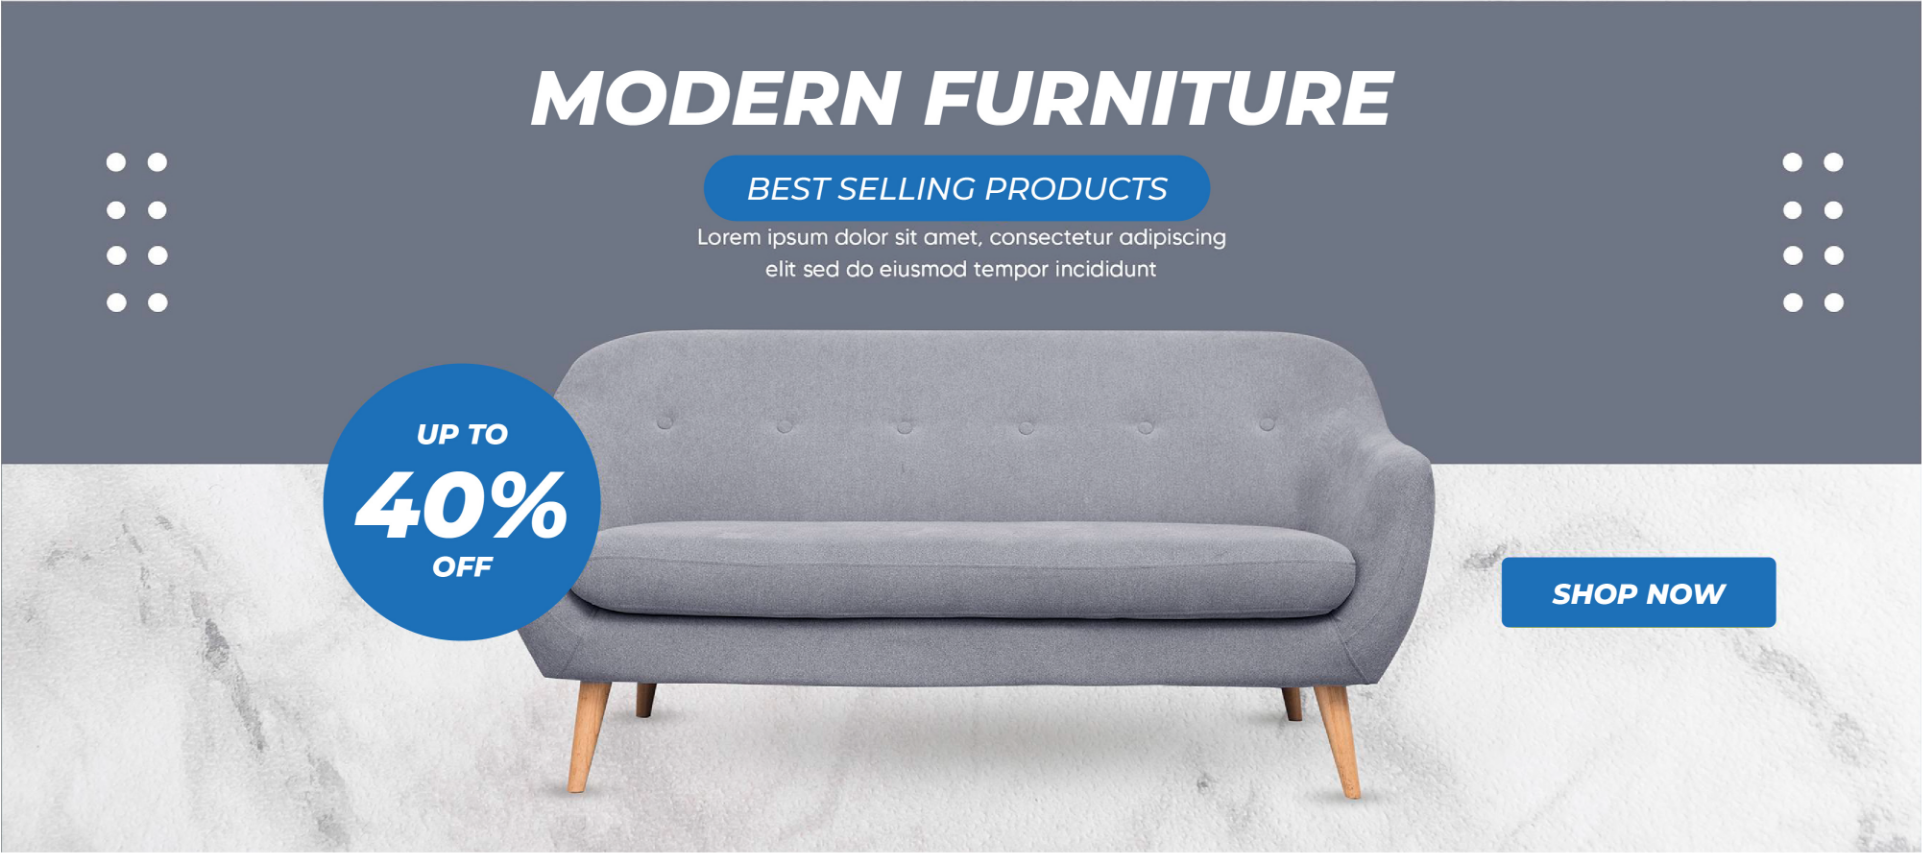 MODERN FURNITURE
BEST SELLING PRODUCTS
Lorem ipsum dolor sit amet, consectetur adipiscing
elit sed do eiusmod tempor incididunt
UP TO
40%
OFF
SHOP NOW